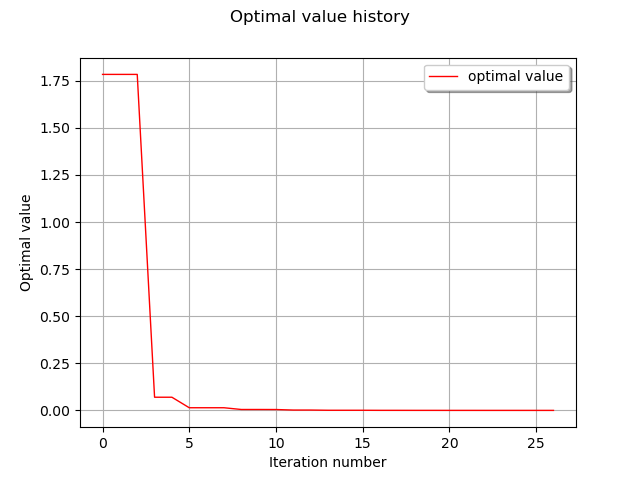 Optimal value history
optimal value
1.75
1.50
1.25
1.00
0.75
0.50
0.25
0.00
Optimal value
0 5 10 15 20 25
Iteration number